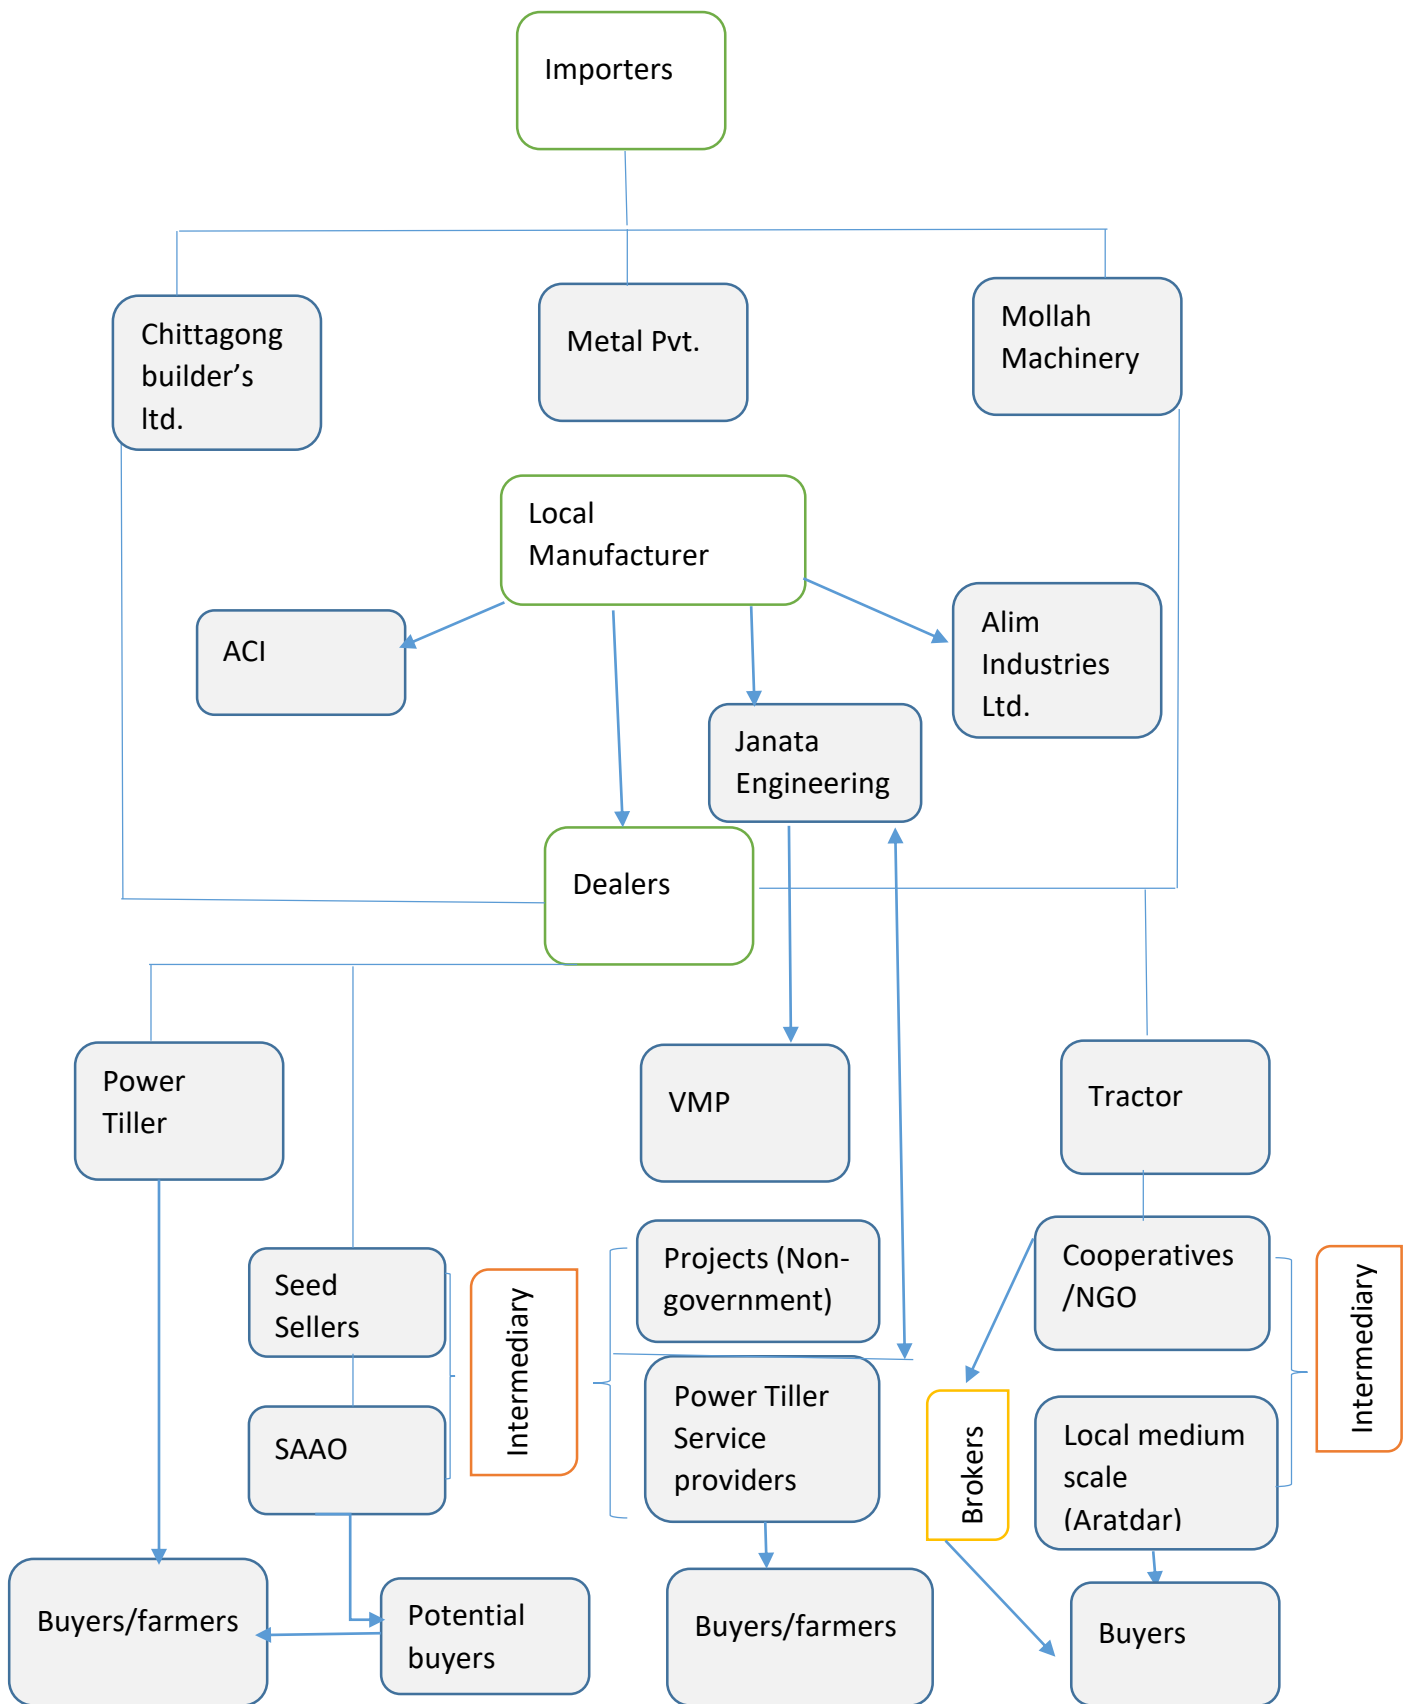 Importers
Chittagong
builder’s
ltd.
Metal Pvt.
Mollah
Machinery
Local
Manufacturer
ACI
Alim
Industries
Ltd.
Janata
Engineering
Dealers
Power
Tiller
VMP
Tractor
Seed
Sellers
Intermediary
Projects (Non-
government)
Cooperatives
/NGO
Intermediary
SAAO
Power Tiller
Service
providers
Brokers
Local medium
scale
(Aratdar)
Buyers/farmers
Potential
buyers
Buyers/farmers
Buyers